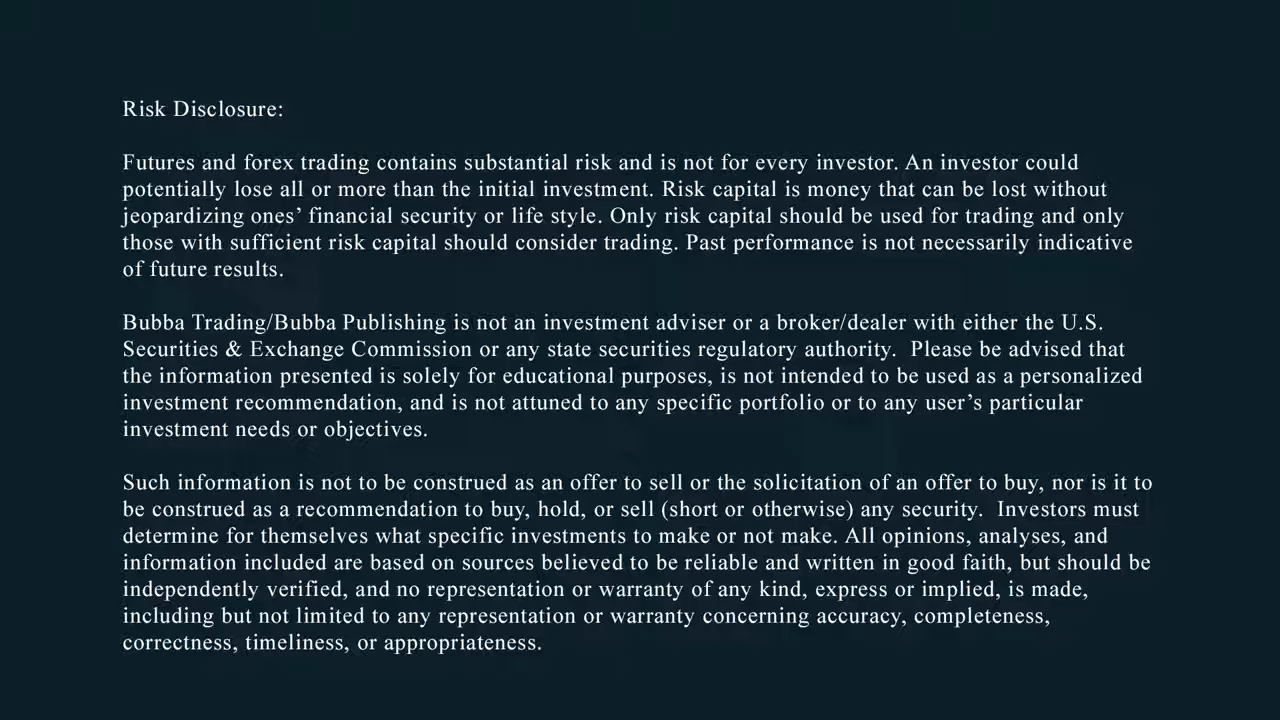 Risk Disclosure:
Futures and forex trading contains substantial risk and is not for every investor. An investor could
potentially lose all or more than the initial investment. Risk capital is money that can be lost without
jeopardizing ones’ financial security or life style. Only risk capital should be used for trading and only
those with sufficient risk capital should consider trading. Past performance is not necessarily indicative
of future results.
Bubba Trading/Bubba Publishing is not an investment adviser or a broker/dealer with either the U.S.
Securities & Exchange Commission or any state securities regulatory authority.  Please be advised that
the information presented is solely for educational purposes, is not intended to be used as a personalized
investment recommendation, and is not attuned to any specific portfolio or to any user’s particular
investment needs or objectives.
Such information is not to be construed as an offer to sell or the solicitation of an offer to buy, nor is it to
be construed as a recommendation to buy, hold, or sell (short or otherwise) any security.  Investors must
determine for themselves what specific investments to make or not make. All opinions, analyses, and
information included are based on sources believed to be reliable and written in good faith, but should be
independently verified, and no representation or warranty of any kind, express or implied, is made,
including but not limited to any representation or warranty concerning accuracy, completeness,
correctness, timeliness, or appropriateness.